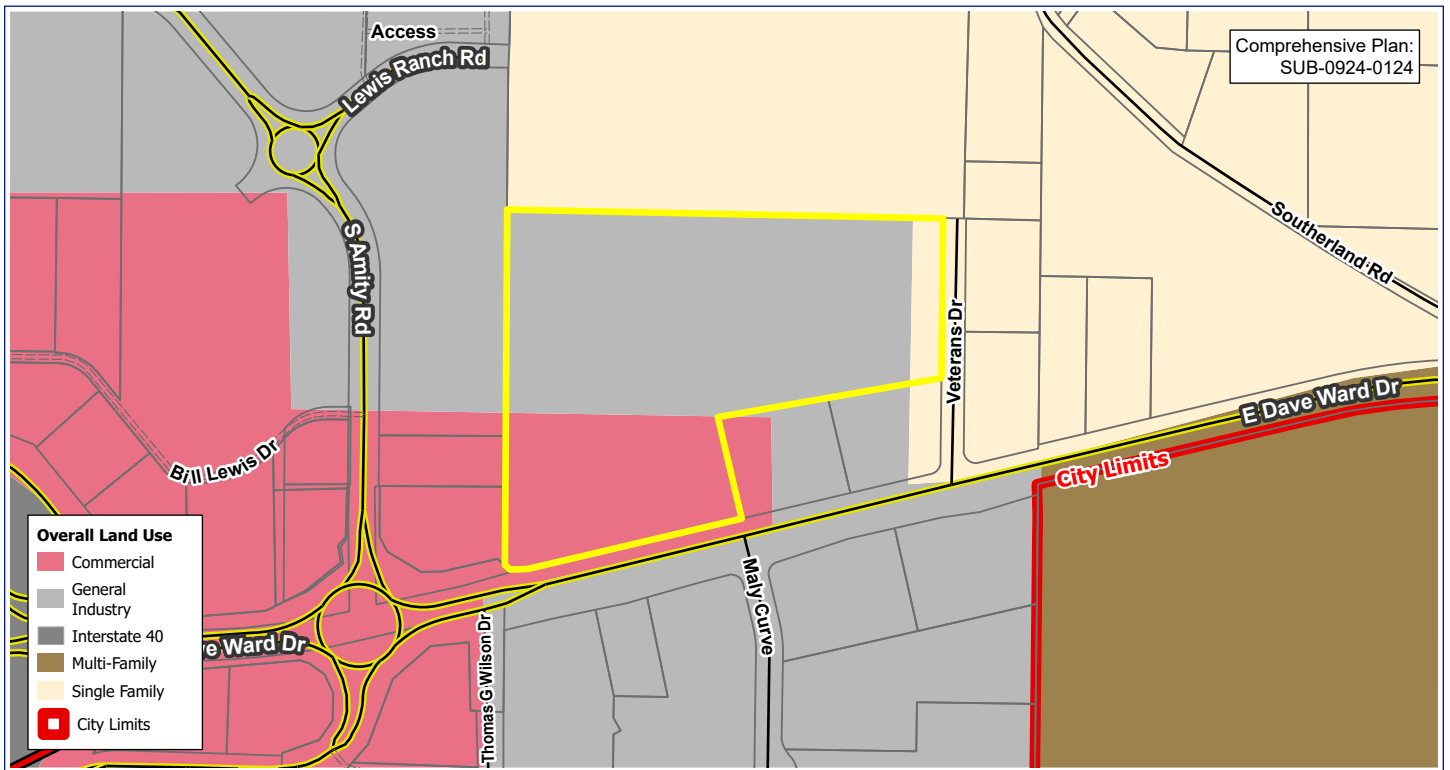 Access
Lewis Ranch Rd
Comprehensive Plan:
SUB-0924-0124
S Amity Rd
Southerland Rd
Veterans Dr
E Dave Ward Dr
Bill Lewis Dr
City Limits
Maly Curve
Thomas G Wilson Dr
ve Ward Dr
Overall Land Use
Commercial
General
Industry
Interstate 40
Multi-Family
Single Family
City Limits